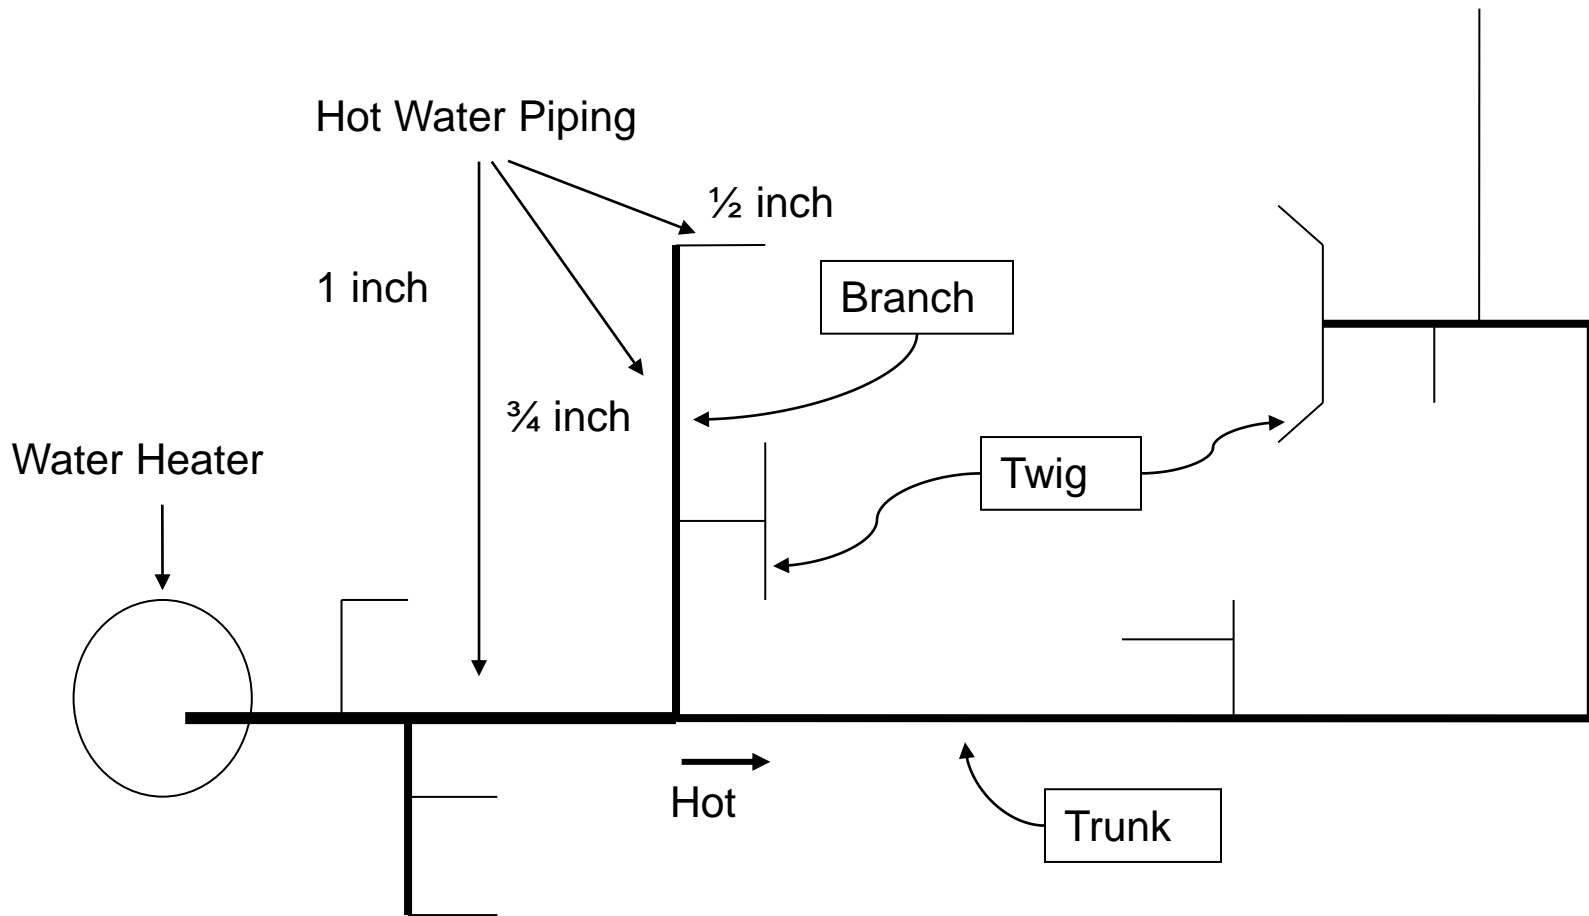 Hot Water Piping
½ inch
1 inch
Branch
¾ inch
Water Heater
Twig
Hot
Trunk